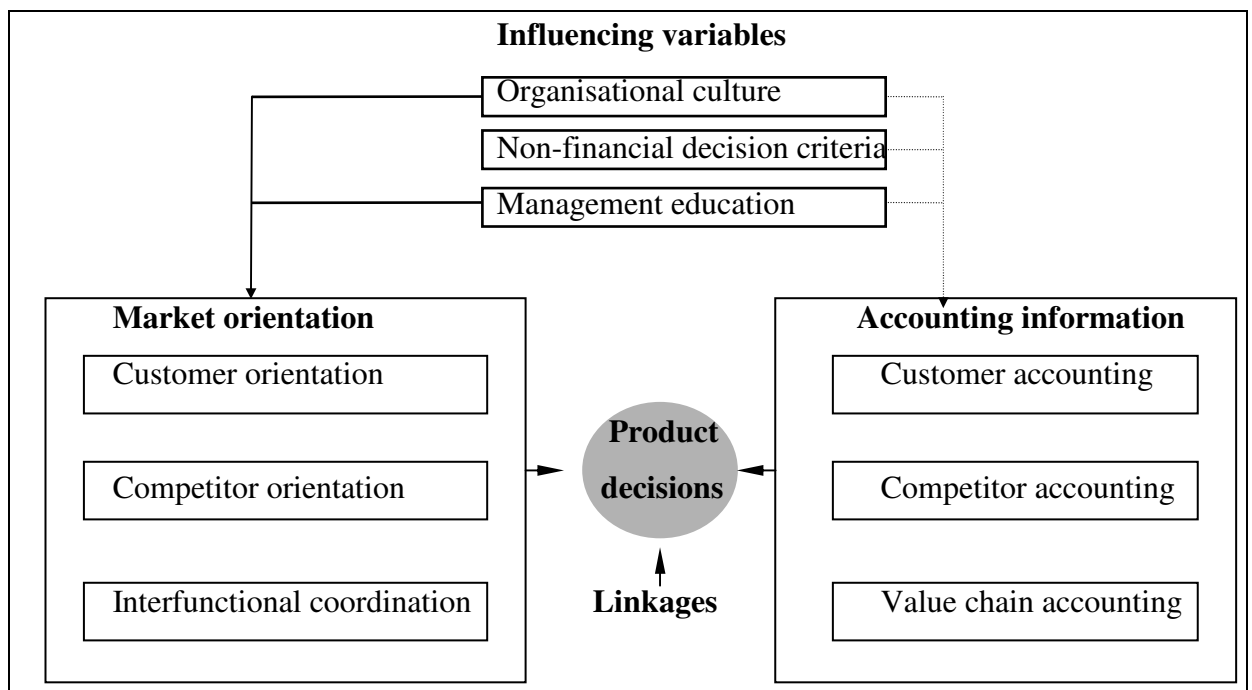 Influencing variables
Organisational culture
Non-financial decision criteria
Management education
Market orientation
Customer orientation
Competitor orientation
Interfunctional coordination
Product
decisions
Linkages
Accounting information
Customer accounting
Competitor accounting
Value chain accounting